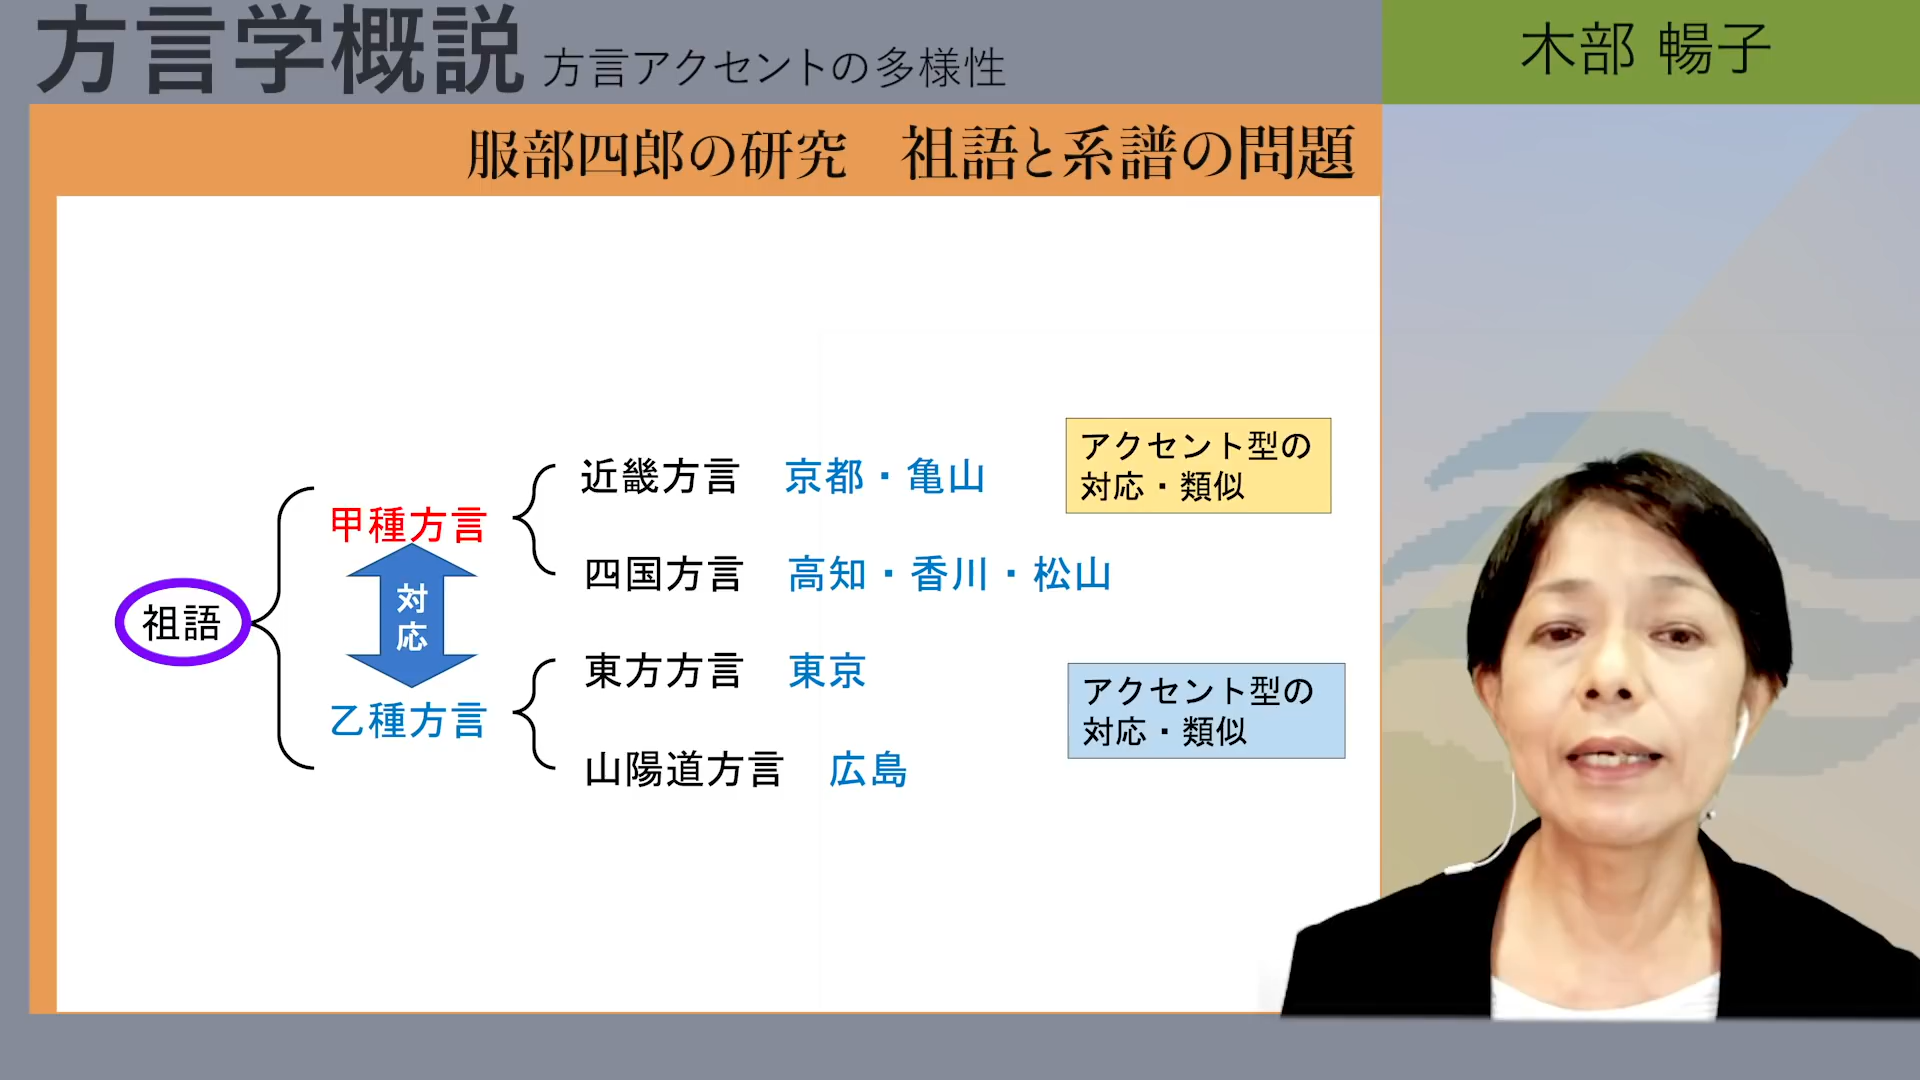 方言学概説 方言アクセントの多様性
木部 暢子
服部四郎の研究 祖語と系譜の問題
祖語
甲種方言
対応
乙種方言
近畿方言 京都・亀山
四国方言 高知・香川・松山
東方方言 東京
山陽道方言 広島
アクセント型の
対応・類似
アクセント型の
対応・類似